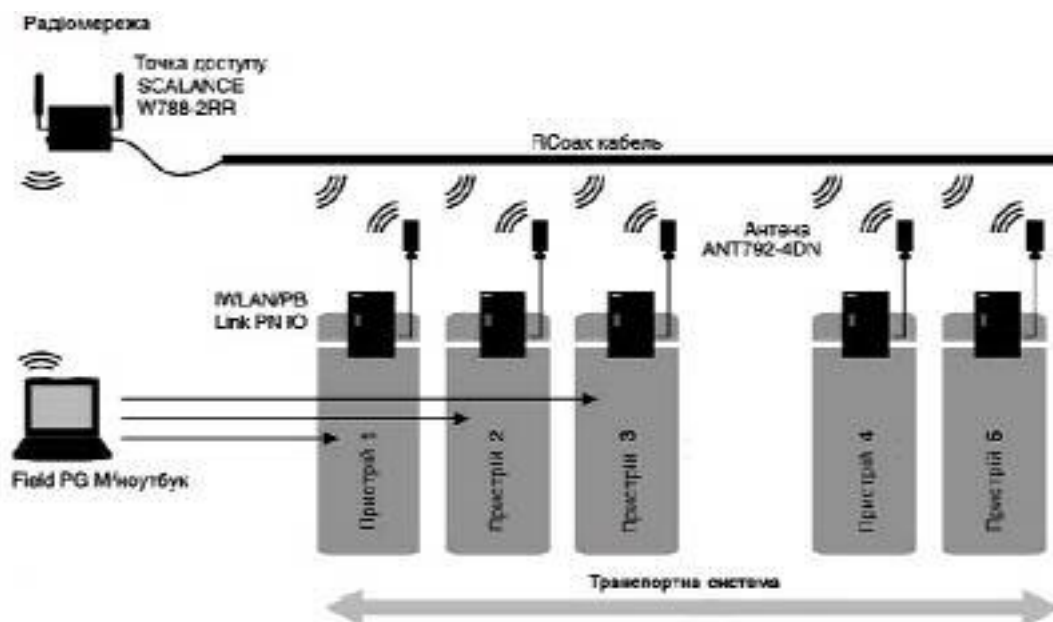 Радіомережа
Точка доступу
SCALANCE
W788-2RR
RCoax кабель
Антена
ANT792-4DN
IWLAN/PB
Link PN IO
Пристрій 1
Пристрій 2
Пристрій 3
Пристрій 4
Пристрій 5
Field PG M/ноутбук
Транспортна система